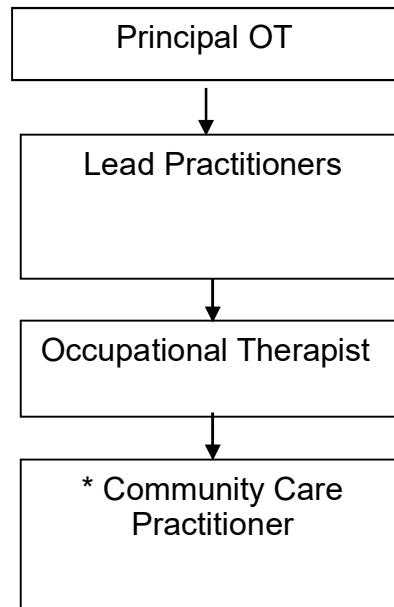 Principal OT
Lead Practitioners
Occupational Therapist
* Community Care
Practitioner